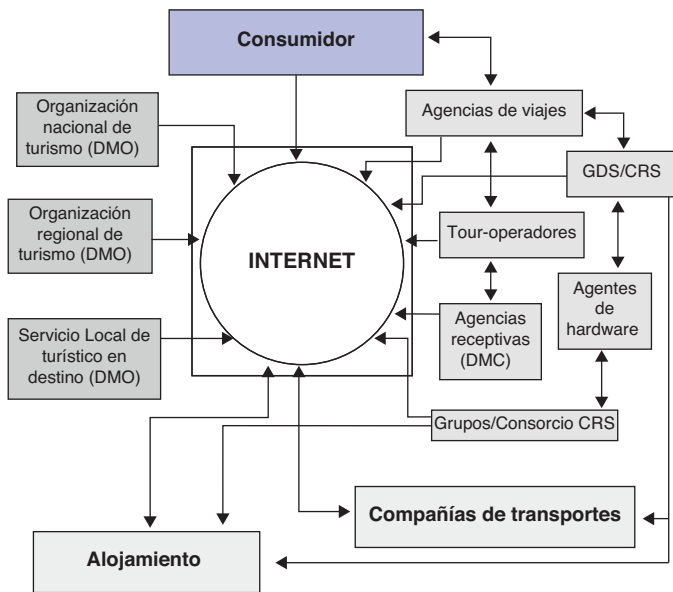 Consumidor
Organización
nacional de
turismo (DMO)
Agencias de viajes
GDS/CRS
Organización
regional de
turismo (DMO)
INTERNET
Tour-operadores
Agentes
de
hardware
Servicio Local de
turístico en
destino (DMO)
Agencias
receptivas
(DMC)
Grupos/Consorcio CRS
Compañías de transportes
Alojamiento